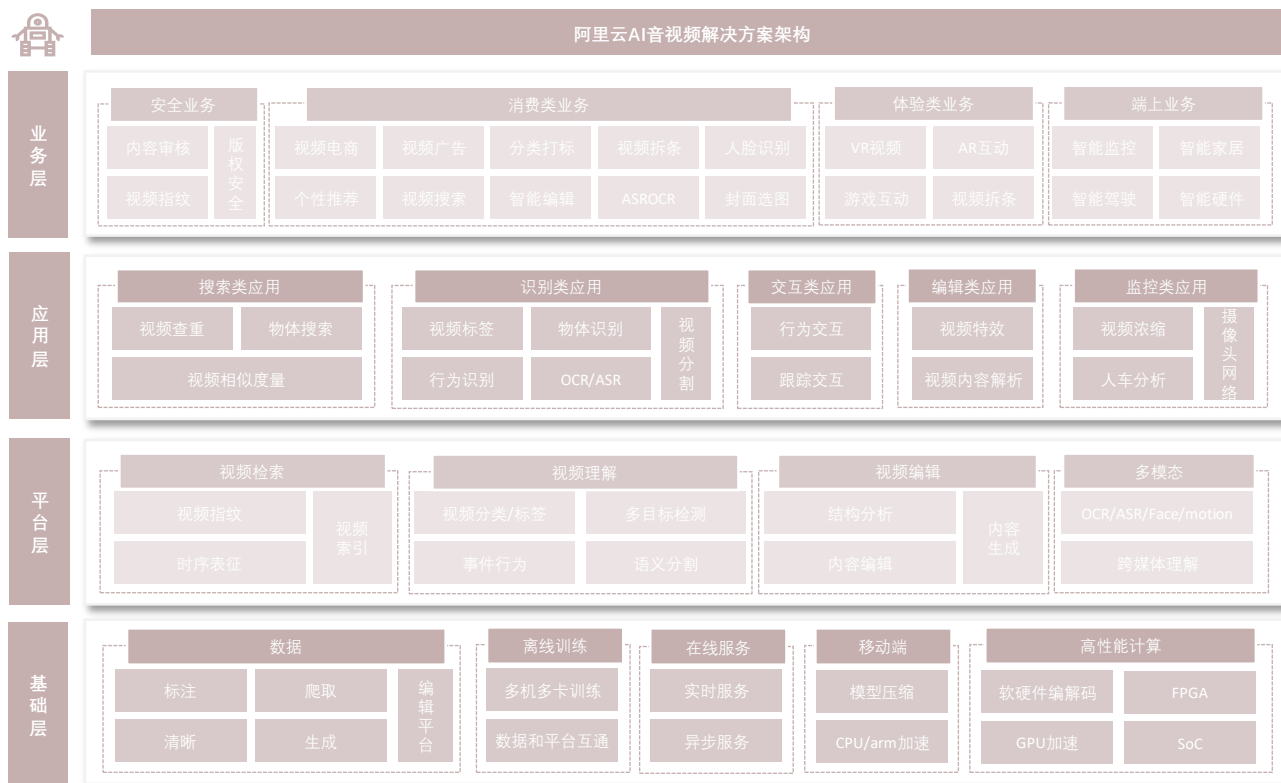 阿里云AI音视频解决方案架构
业务层
安全业务
内容审核
视频指纹
版权安全
消费类业务
视频电商
视频广告
分类打标
视频拆条
人脸识别
个性推荐
视频搜索
智能编辑
ASROCR
封面选图
体验类业务
VR视频
AR互动
游戏互动
视频拆条
端上业务
智能监控
智能家居
智能驾驶
智能硬件
应用层
搜索类应用
视频查重
物体搜索
视频相似度量
识别类应用
视频标签
物体识别
行为识别
OCR/ASR
视频分割
交互类应用
行为交互
跟踪交互
编辑类应用
视频特效
视频内容解析
监控类应用
视频浓缩
人车分析
摄像头网络
平台层
视频检索
视频指纹
时序表征
视频
索引
视频理解
视频分类/标签
多目标检测
事件行为
语义分割
视频编辑
结构分析
内容编辑
内容
生成
多模态
OCR/ASR/Face/motion
跨媒体理解
基础层
数据
标注
爬取
清晰
生成
编辑平台
离线训练
多机多卡训练
数据和平台互通
在线服务
实时服务
异步服务
移动端
模型压缩
CPU/arm加速
高性能计算
软硬件编解码
FPGA
GPU加速
SoC